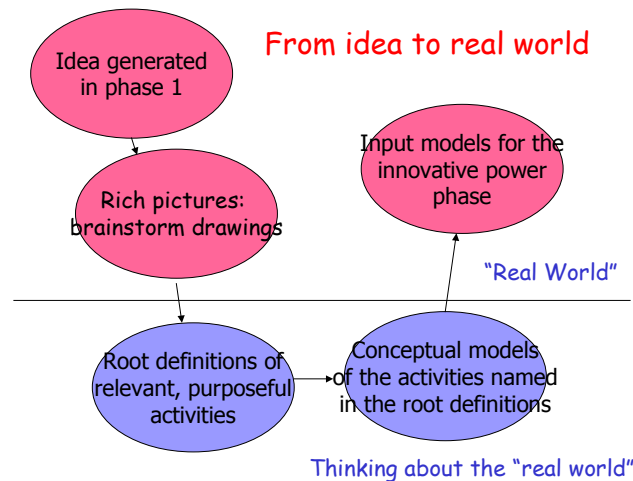 From idea to real world
Idea generated
in phase 1
Rich pictures:
brainstorm drawings
Input models for the
innovative power
phase
“Real World”
Root definitions of
relevant, purposeful
activities
Conceptual models
of the activities named
in the root definitions
Thinking about the “real world”